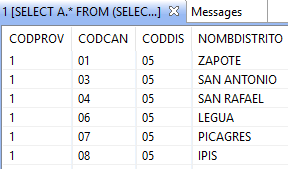 1 [SELECT A.* FROM (SELEC...] Messages
CODPROV CODCAN CODDIS NOMBDISTRITO
1 01 05 ZAPOTE
1 03 05 SAN ANTONIO
1 04 05 SAN RAFAEL
1 06 05 LEGUA
1 07 05 PICAGRES
1 08 05 IPIS